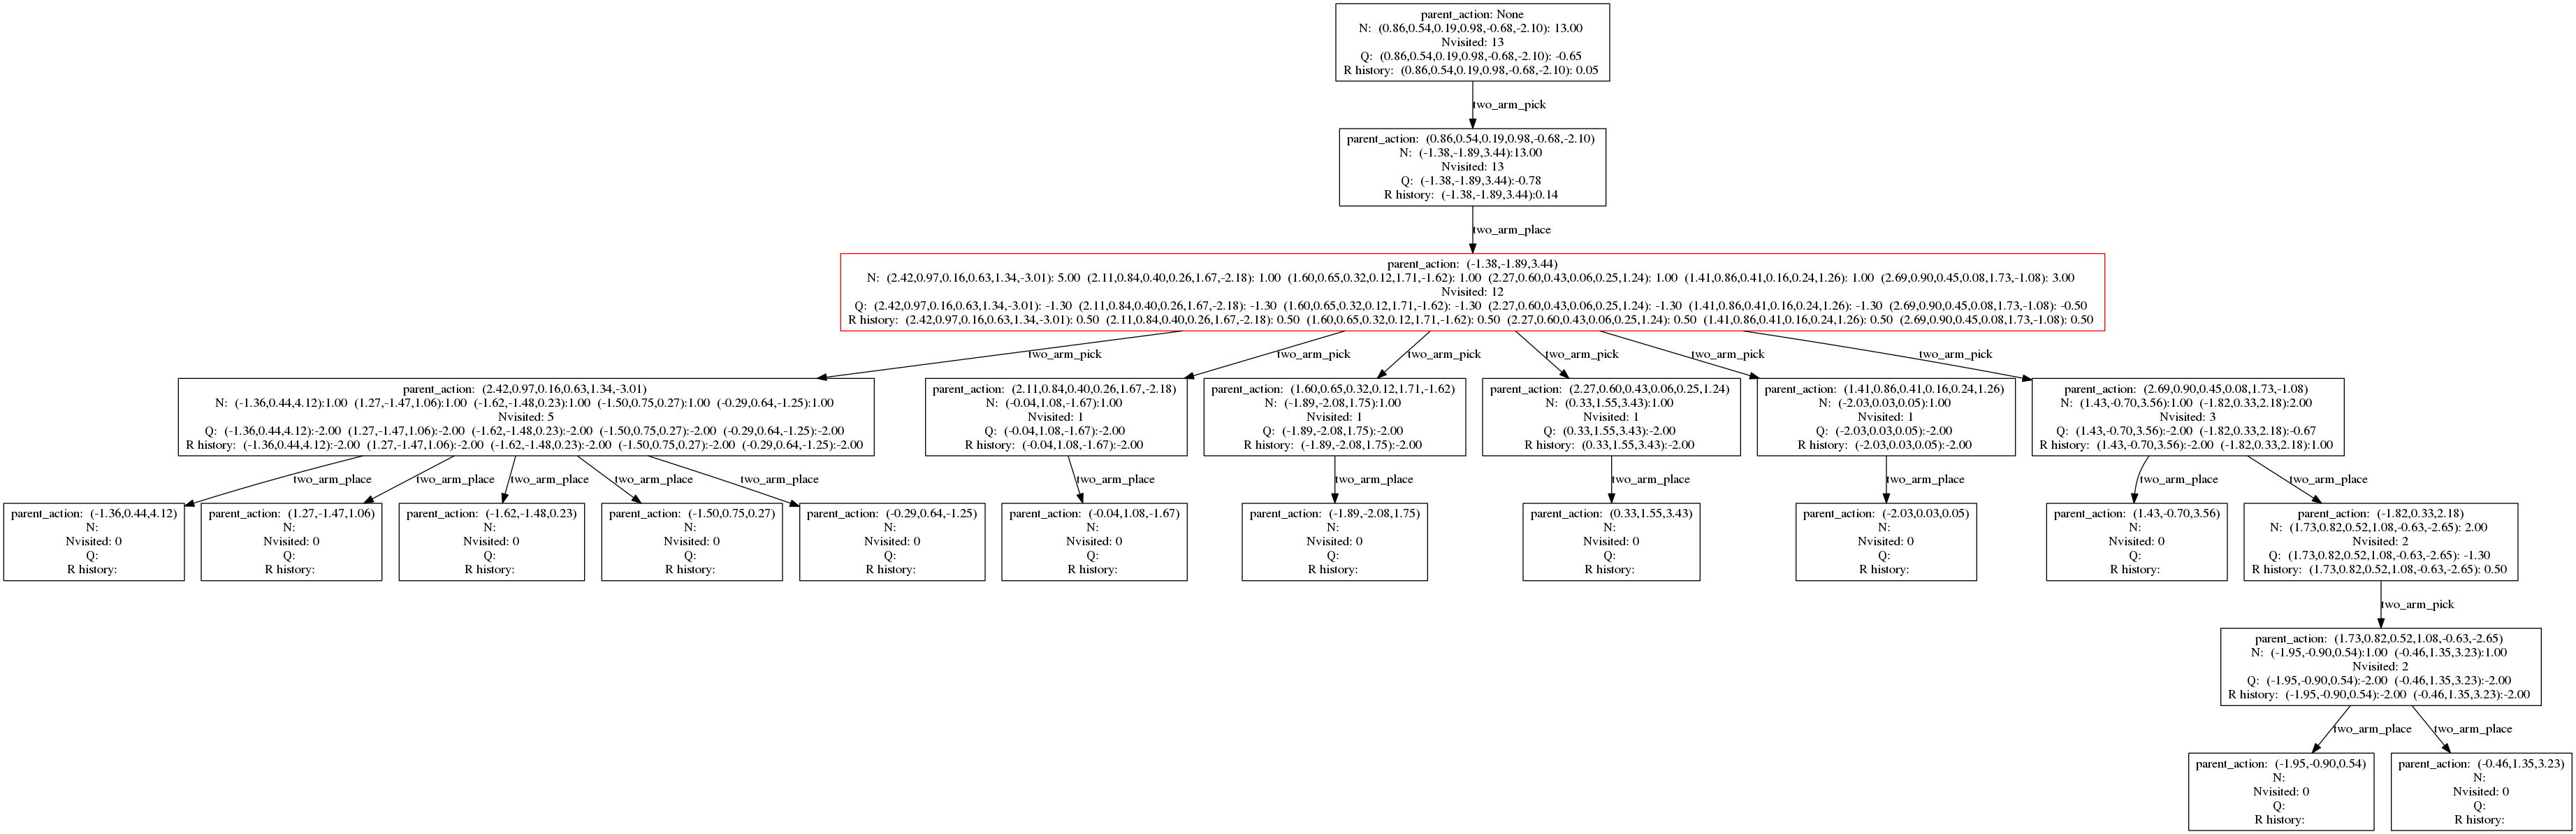 parent_action: None
N: (0.86,0.54,0.19,0.98,-0.68,-2.10): 13.00
Nvisited: 13
Q: (0.86,0.54,0.19,0.98,-0.68,-2.10): -0.65
R history: (0.86,0.54,0.19,0.98,-0.68,-2.10): 0.05
two_arm_pick
parent_action: (0.86,0.54,0.19,0.98,-0.68,-2.10)
N: (-1.38,-1.89,3.44):13.00
Nvisited: 13
Q: (-1.38,-1.89,3.44):-0.78
R history: (-1.38,-1.89,3.44):0.14
two_arm_place
parent_action: (-1.38,-1.89,3.44)
N: (2.42,0.97,0.16,0.63,1.34,-3.01): 5.00 (2.11,0.84,0.40,0.26,1.67,-2.18): 1.00 (1.60,0.65,0.32,0.12,1.71,-1.62): 1.00 (2.27,0.60,0.43,0.06,0.25,1.24): 1.00 (1.41,0.86,0.41,0.16,0.24,1.26): 1.00 (2.69,0.90,0.45,0.08,1.73,-1.08): 3.00
Nvisited: 12
Q: (2.42,0.97,0.16,0.63,1.34,-3.01): -1.30 (2.11,0.84,0.40,0.26,1.67,-2.18): -1.30 (1.60,0.65,0.32,0.12,1.71,-1.62): -1.30 (2.27,0.60,0.43,0.06,0.25,1.24): -1.30 (1.41,0.86,0.41,0.16,0.24,1.26): -1.30 (2.69,0.90,0.45,0.08,1.73,-1.08): -0.50
R history: (2.42,0.97,0.16,0.63,1.34,-3.01): 0.50 (2.11,0.84,0.40,0.26,1.67,-2.18): 0.50 (1.60,0.65,0.32,0.12,1.71,-1.62): 0.50 (2.27,0.60,0.43,0.06,0.25,1.24): 0.50 (1.41,0.86,0.41,0.16,0.24,1.26): 0.50 (2.69,0.90,0.45,0.08,1.73,-1.08): 0.50
two_arm_pick
two_arm_pick
two_arm_pick
two_arm_pick
two_arm_pick
two_arm_pick
parent_action: (2.42,0.97,0.16,0.63,1.34,-3.01)
N: (-1.36,0.44,4.12):1.00 (1.27,-1.47,1.06):1.00 (-1.62,-1.48,0.23):1.00 (-1.50,0.75,0.27):1.00 (-0.29,0.64,-1.25):1.00
Nvisited: 5
Q: (-1.36,0.44,4.12):-2.00 (1.27,-1.47,1.06):-2.00 (-1.62,-1.48,0.23):-2.00 (-1.50,0.75,0.27):-2.00 (-0.29,0.64,-1.25):-2.00
R history: (-1.36,0.44,4.12):-2.00 (1.27,-1.47,1.06):-2.00 (-1.62,-1.48,0.23):-2.00 (-1.50,0.75,0.27):-2.00 (-0.29,0.64,-1.25):-2.00
parent_action: (2.11,0.84,0.40,0.26,1.67,-2.18)
N: (-0.04,1.08,-1.67):1.00
Nvisited: 1
Q: (-0.04,1.08,-1.67):-2.00
R history: (-0.04,1.08,-1.67):-2.00
parent_action: (1.60,0.65,0.32,0.12,1.71,-1.62)
N: (-1.89,-2.08,1.75):1.00
Nvisited: 1
Q: (-1.89,-2.08,1.75):-2.00
R history: (-1.89,-2.08,1.75):-2.00
parent_action: (2.27,0.60,0.43,0.06,0.25,1.24)
N: (0.33,1.55,3.43):1.00
Nvisited: 1
Q: (0.33,1.55,3.43):-2.00
R history: (0.33,1.55,3.43):-2.00
parent_action: (1.41,0.86,0.41,0.16,0.24,1.26)
N: (-2.03,0.03,0.05):1.00
Nvisited: 1
Q: (-2.03,0.03,0.05):-2.00
R history: (-2.03,0.03,0.05):-2.00
parent_action: (2.69,0.90,0.45,0.08,1.73,-1.08)
N: (1.43,-0.70,3.56):1.00 (-1.82,0.33,2.18):2.00
Nvisited: 3
Q: (1.43,-0.70,3.56):-2.00 (-1.82,0.33,2.18):-0.67
R history: (1.43,-0.70,3.56):-2.00 (-1.82,0.33,2.18):1.00
two_arm_place
two_arm_place
two_arm_place
two_arm_place
two_arm_place
two_arm_place
two_arm_place
two_arm_place
two_arm_place
two_arm_place
two_arm_place
parent_action: (-1.36,0.44,4.12)
N:
Nvisited: 0
Q:
R history:
parent_action: (1.27,-1.47,1.06)
N:
Nvisited: 0
Q:
R history:
parent_action: (-1.62,-1.48,0.23)
N:
Nvisited: 0
Q:
R history:
parent_action: (-1.50,0.75,0.27)
N:
Nvisited: 0
Q:
R history:
parent_action: (-0.29,0.64,-1.25)
N:
Nvisited: 0
Q:
R history:
parent_action: (-0.04,1.08,-1.67)
N:
Nvisited: 0
Q:
R history:
parent_action: (-1.89,-2.08,1.75)
N:
Nvisited: 0
Q:
R history:
parent_action: (0.33,1.55,3.43)
N:
Nvisited: 0
Q:
R history:
parent_action: (-2.03,0.03,0.05)
N:
Nvisited: 0
Q:
R history:
parent_action: (1.43,-0.70,3.56)
N:
Nvisited: 0
Q:
R history:
parent_action: (-1.82,0.33,2.18)
N: (1.73,0.82,0.52,1.08,-0.63,-2.65): 2.00
Nvisited: 2
Q: (1.73,0.82,0.52,1.08,-0.63,-2.65): -1.30
R history: (1.73,0.82,0.52,1.08,-0.63,-2.65): 0.50
two_arm_pick
parent_action: (1.73,0.82,0.52,1.08,-0.63,-2.65)
N: (-1.95,-0.90,0.54):1.00 (-0.46,1.35,3.23):1.00
Nvisited: 2
Q: (-1.95,-0.90,0.54):-2.00 (-0.46,1.35,3.23):-2.00
R history: (-1.95,-0.90,0.54):-2.00 (-0.46,1.35,3.23):-2.00
two_arm_place
two_arm_place
parent_action: (-1.95,-0.90,0.54)
N:
Nvisited: 0
Q:
R history:
parent_action: (-0.46,1.35,3.23)
N:
Nvisited: 0
Q:
R history: